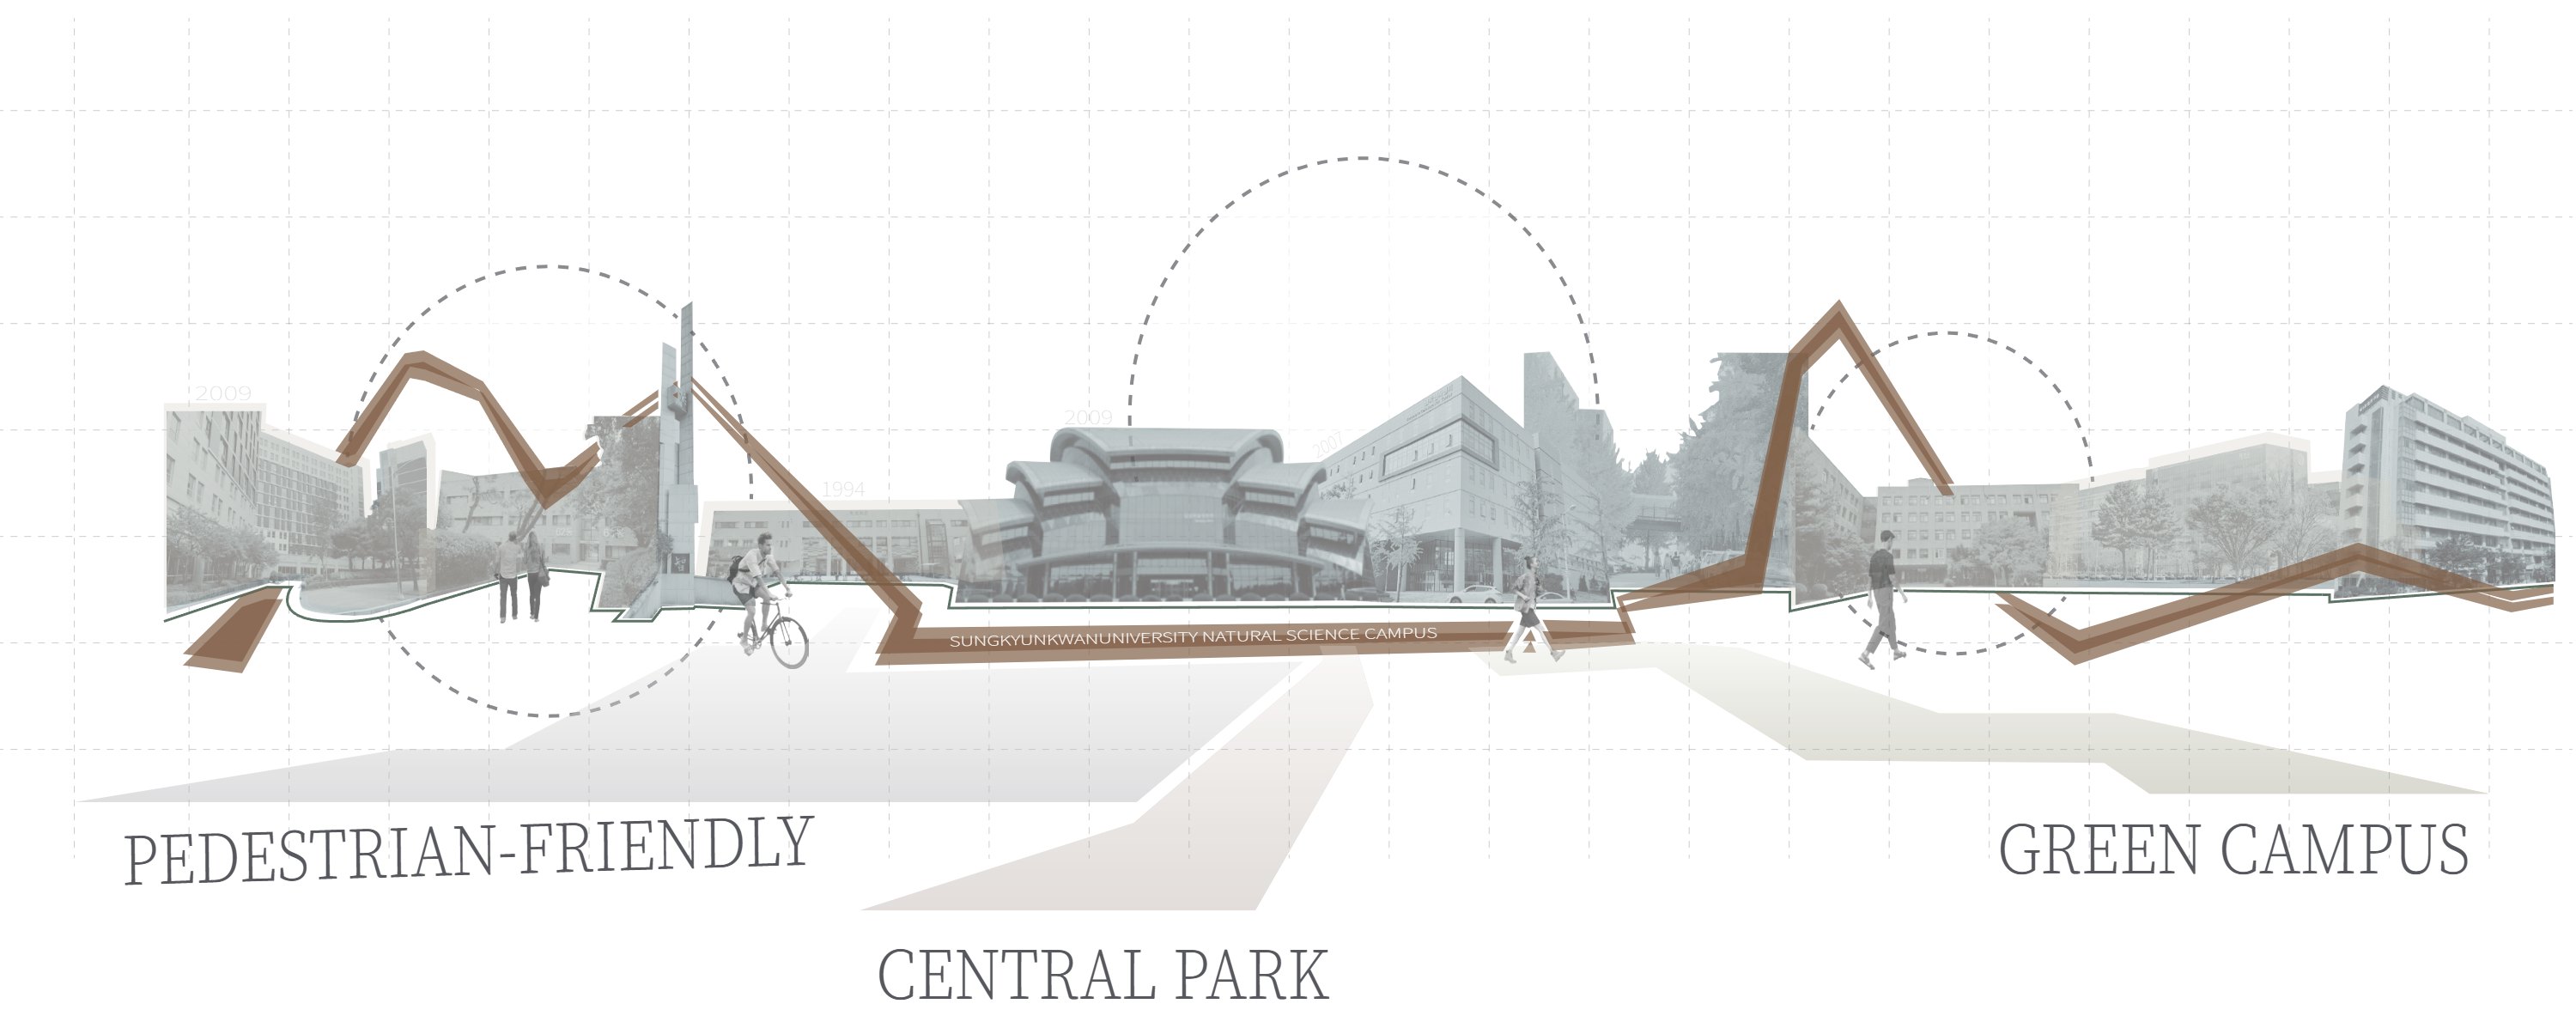 2009
1994
2009
2007
SUNGKYUNKWANUNIVERSITY NATURAL SCIENCE CAMPUS
PEDESTRIAN-FRIENDLY
GREEN CAMPUS
CENTRAL PARK